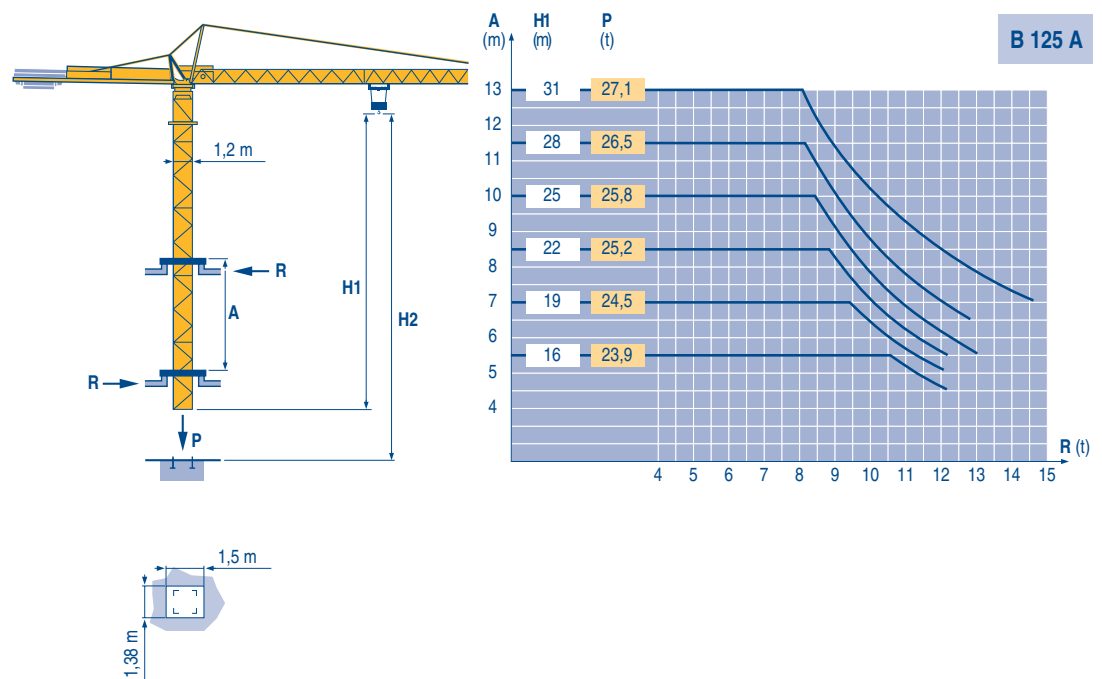 A H1 P
(m) (m) (t)
B 125 A
13 31 27,1
12
28 26,5
11
10 25 25,8
9
22 25,2
8
7 19 24,5
6
16 23,9
5
4
R (t)
4 5 6 7 8 9 10 11 12 13 14 15
1,2 m
R
H1
A
H2
R
P
1,5 m
1,38 m